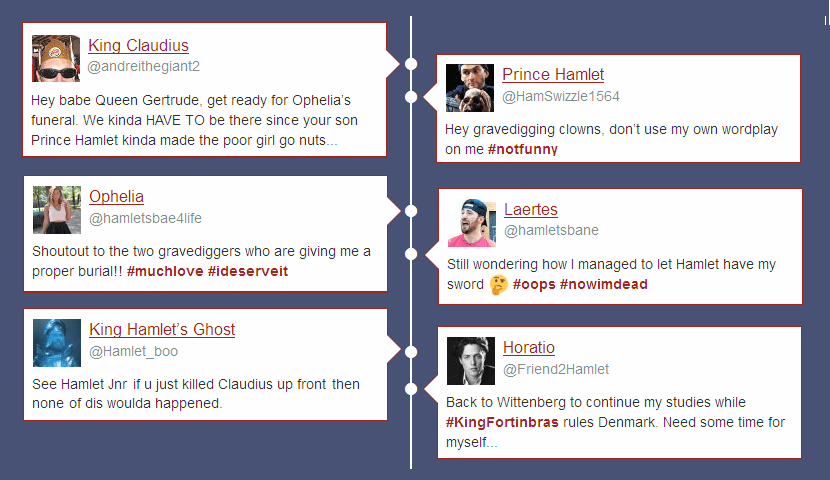 King Claudius
@andreithegiant2
Hey babe Queen Gertrude, get ready for Ophelia's
funeral. We kinda HAVE TO be there since your son
Prince Hamlet kinda made the poor girl go nuts...
Prince Hamlet
@HamSwizzle1564
Hey gravedigging clowns, don't use my own wordplay
on me #notfunny
Ophelia
@hamletsbae4life
Shoutout to the two gravediggers who are giving me a
proper burial!! #muchlove #ideserveit
Laertes
@hamletsbane
Still wondering how I managed to let Hamlet have my
sword 🤔 #oops #nowimdead
King Hamlet's Ghost
@Hamlet_boo
See Hamlet Jnr if u just killed Claudius up front then
none of dis woulda happened.
Horatio
@Friend2Hamlet
Back to Wittenberg to continue my studies while
#KingFortinbras rules Denmark. Need some time for
myself...